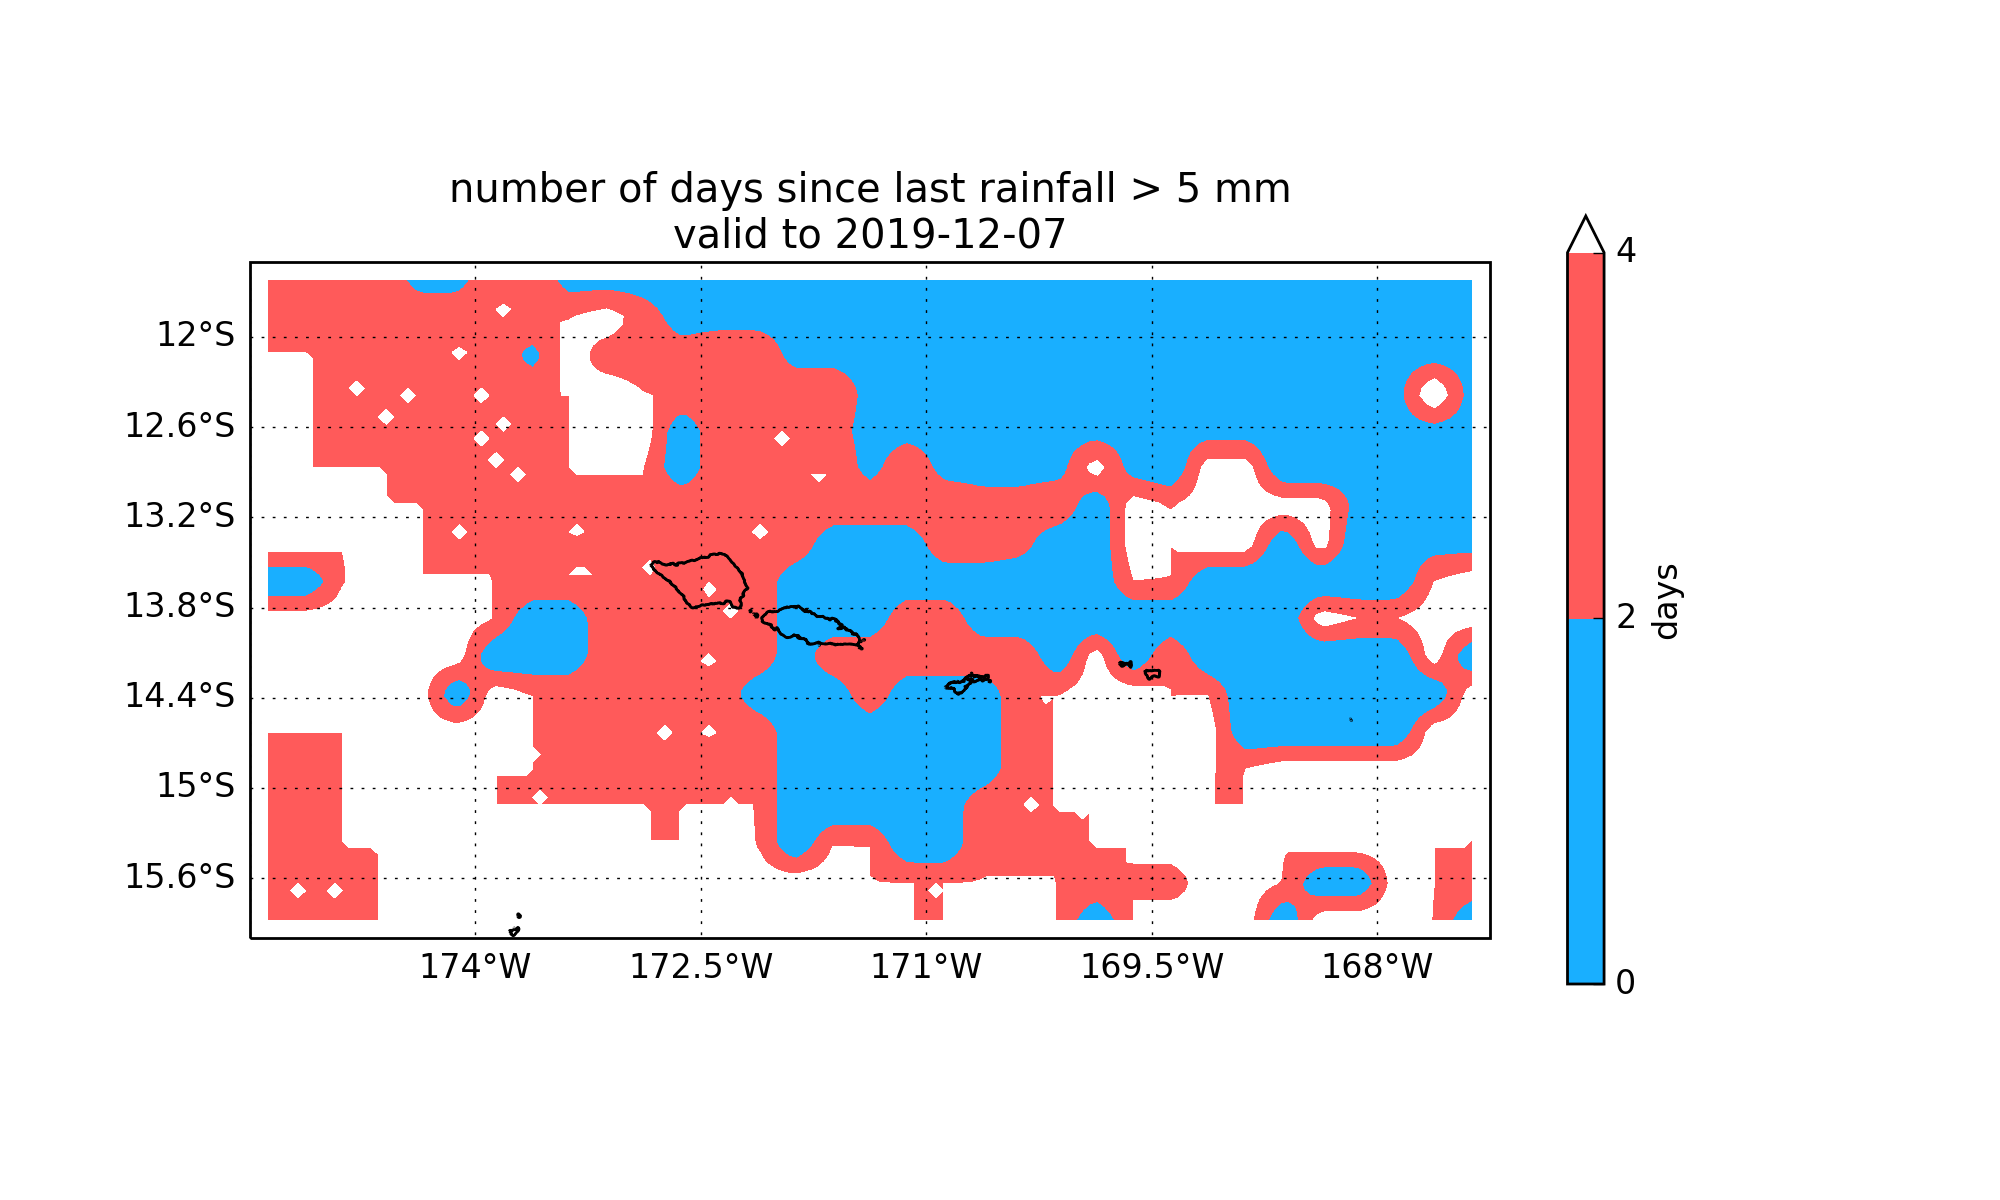 number of days since last rainfall > 5 mm
valid to 2019-12-07
12°S
12.6°S
13.2°S
13.8°S
14.4°S
15°S
15.6°S
174°W
172.5°W
171°W
169.5°W
168°W
4
2
0
days